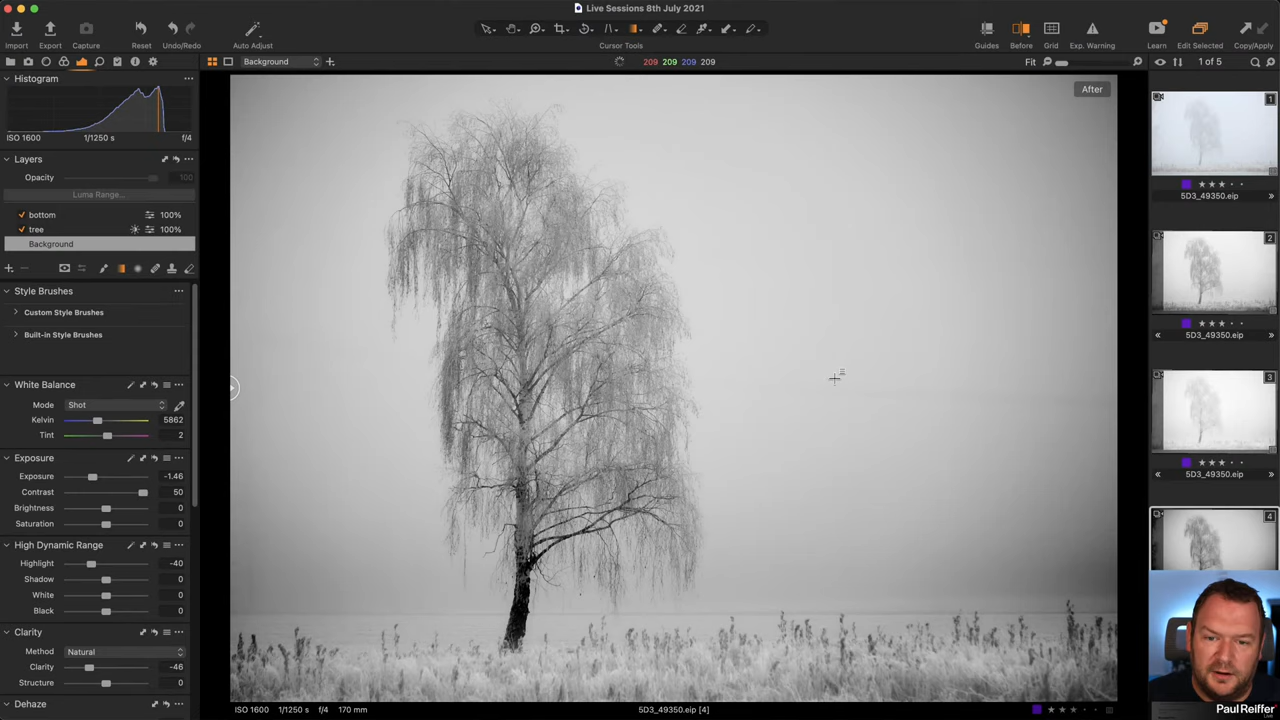 Live Sessions 8th July 2021
Import
Export
Capture
Reset
Undo/Redo
Auto Adjust
Cursor Tools
Guides
Before
Grid
Exp. Warning
Learn
Edit Selected
Copy/Apply
Background
209 209 209 209
Fit
1 of 5
Histogram
ISO 1600 1/1250 s f/4
Layers
Opacity 100
Luma Range...
bottom 100%
tree 100%
Background
Style Brushes
Custom Style Brushes
Built-in Style Brushes
White Balance
Mode Shot
Kelvin 5862
Tint 2
Exposure
Exposure -1.46
Contrast 50
Brightness 0
Saturation 0
High Dynamic Range
Highlight -40
Shadow 0
White 0
Black 0
Clarity
Method Natural
Clarity -46
Structure 0
Dehaze
After
ISO 1600 1/1250 s f/4 170 mm
5D3_49350.eip [4]
1
5D3_49350.eip
2
5D3_49350.eip
3
5D3_49350.eip
4
Paul Reiffer
Live